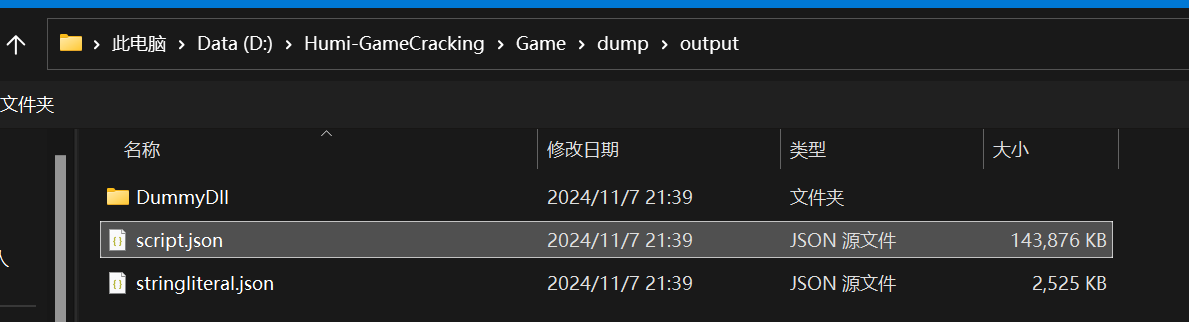 此电脑 > Data (D:) > Humi-GameCracking > Game > dump > output
文件夹
名称 修改日期 类型 大小
DummyDll 2024/11/7 21:39 文件夹
script.json 2024/11/7 21:39 JSON 源文件 143,876 KB
人
stringliteral.json 2024/11/7 21:39 JSON 源文件 2,525 KB